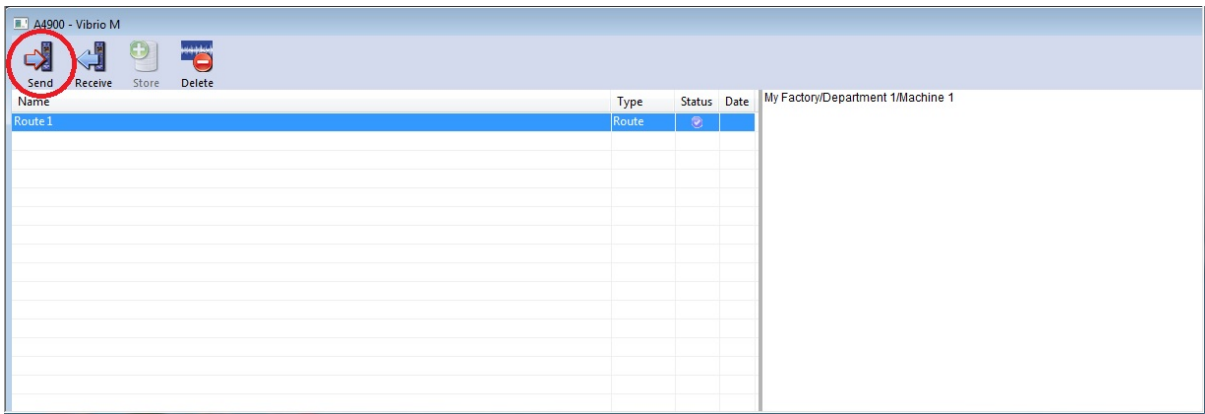 A4900 - Vibrio M
Send Receive Store Delete
Name Type Status Date
Route 1 Route
My Factory/Department 1/Machine 1